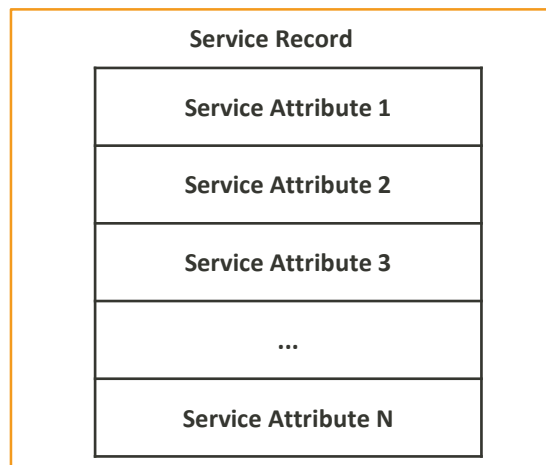 Service Record
Service Attribute 1
Service Attribute 2
Service Attribute 3
...
Service Attribute N